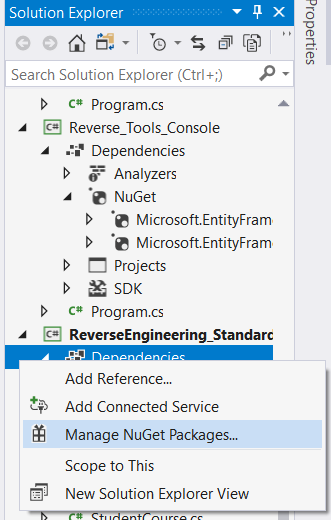 Solution Explorer
Search Solution Explorer (Ctrl+;)
Program.cs
C# Reverse_Tools_Console
Dependencies
Analyzers
NuGet
Microsoft.EntityFram
Microsoft.EntityFram
Projects
SDK
C# Program.cs
C# ReverseEngineering_Standard
Dependencies
Add Reference...
Add Connected Service
Manage NuGet Packages...
Scope to This
New Solution Explorer View
StudentCourse.cs
Properties